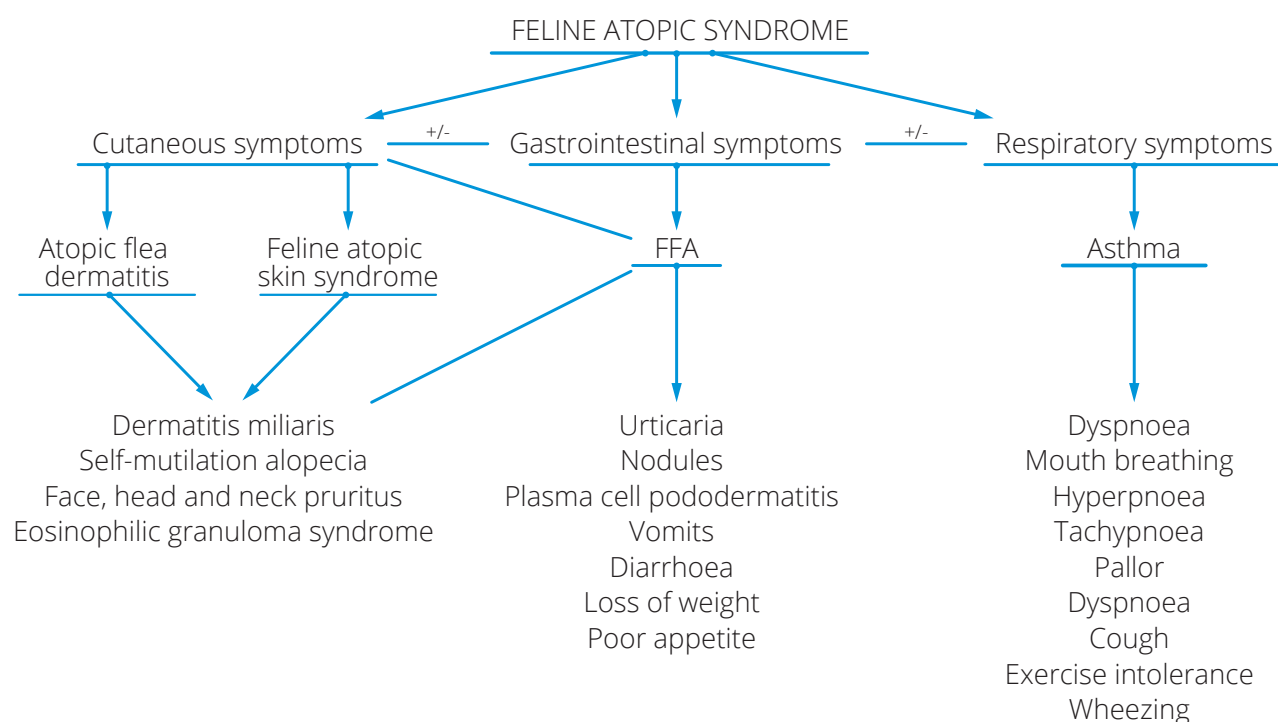 FELINE ATOPIC SYNDROME
Cutaneous symptoms
+/-
Gastrointestinal symptoms
+/-
Respiratory symptoms
Atopic flea
dermatitis
Feline atopic
skin syndrome
FFA
Asthma
Dermatitis miliaris
Self-mutilation alopecia
Face, head and neck pruritus
Eosinophilic granuloma syndrome
Urticaria
Nodules
Plasma cell pododermatitis
Vomits
Diarrhoea
Loss of weight
Poor appetite
Dyspnoea
Mouth breathing
Hyperpnoea
Tachypnoea
Pallor
Dyspnoea
Cough
Exercise intolerance
Wheezing